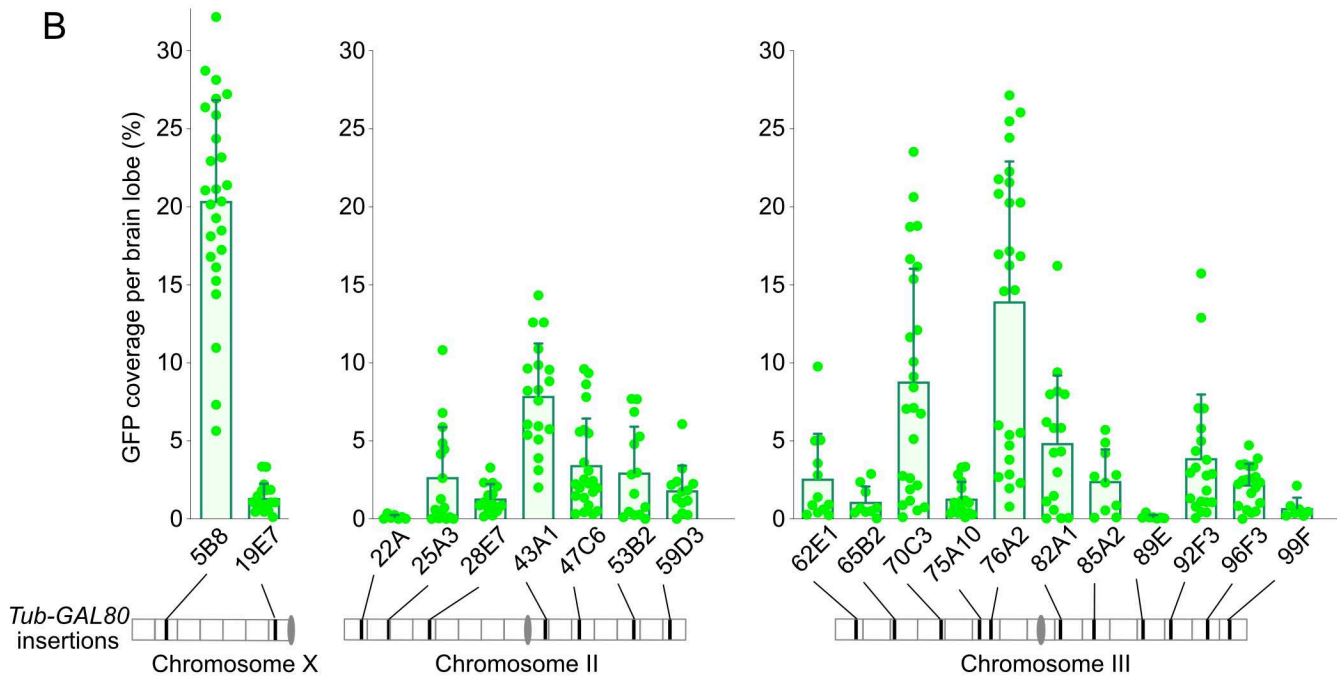 B
GFP coverage per brain lobe (%)
30
25
20
15
10
5
0
5B8
19E7
30
25
20
15
10
5
0
22A
25A3
28E7
43A1
47C6
53B2
59D3
30
25
20
15
10
5
0
62E1
65B2
70C3
75A10
76A2
82A1
85A2
89E
92F3
96F3
99F
Tub-GAL80
insertions
Chromosome X
Chromosome II
Chromosome III